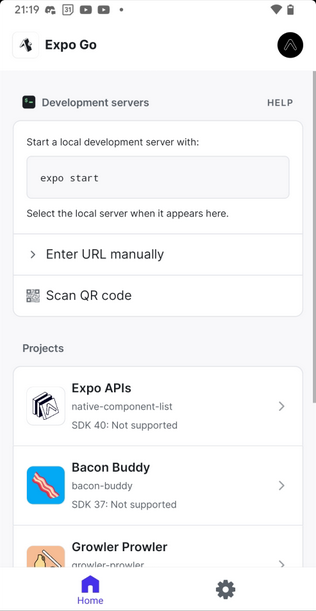 21:19
31
Expo Go
Development servers
HELP
Start a local development server with:
expo start
Select the local server when it appears here.
Enter URL manually
Scan QR code
Projects
Expo APIs
native-component-list
SDK 40: Not supported
Bacon Buddy
bacon-buddy
SDK 37: Not supported
Growler Prowler
growler-prowler
Home